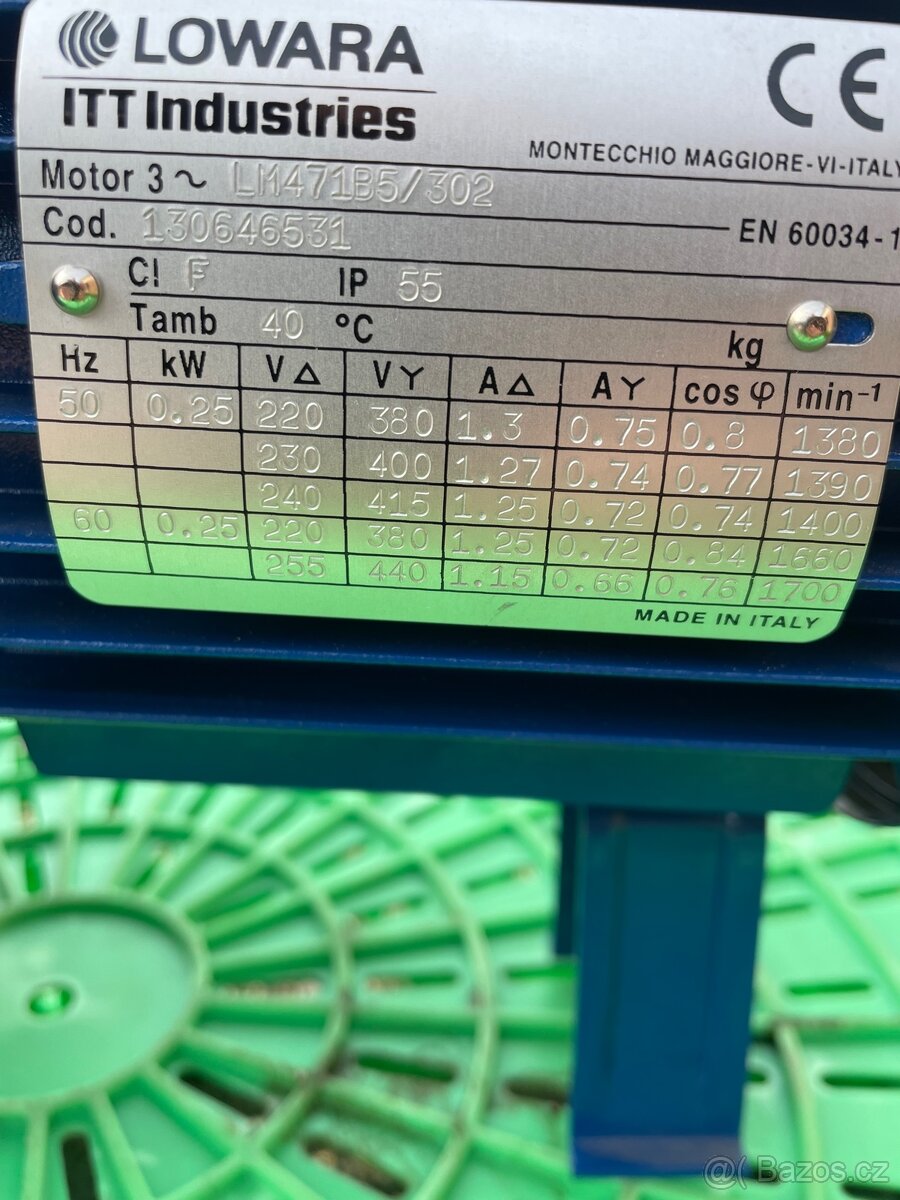 LOWARA
CE
ITT Industries
MONTECCHIO MAGGIORE-VI-ITALY
Motor 3 ~ LM471B5/302
Cod. 130646531
EN 60034-1
Cl F IP 55
Tamb 40 °C
kg
Hz kW V △ V Y A △ A Y cos φ min⁻¹
50 0.25 220 380 1.3 0.75 0.8 1380
230 400 1.27 0.74 0.77 1390
240 415 1.25 0.72 0.74 1400
60 0.25 220 380 1.25 0.72 0.84 1660
255 440 1.15 0.66 0.76 1700
MADE IN ITALY
@( Bazos.cz